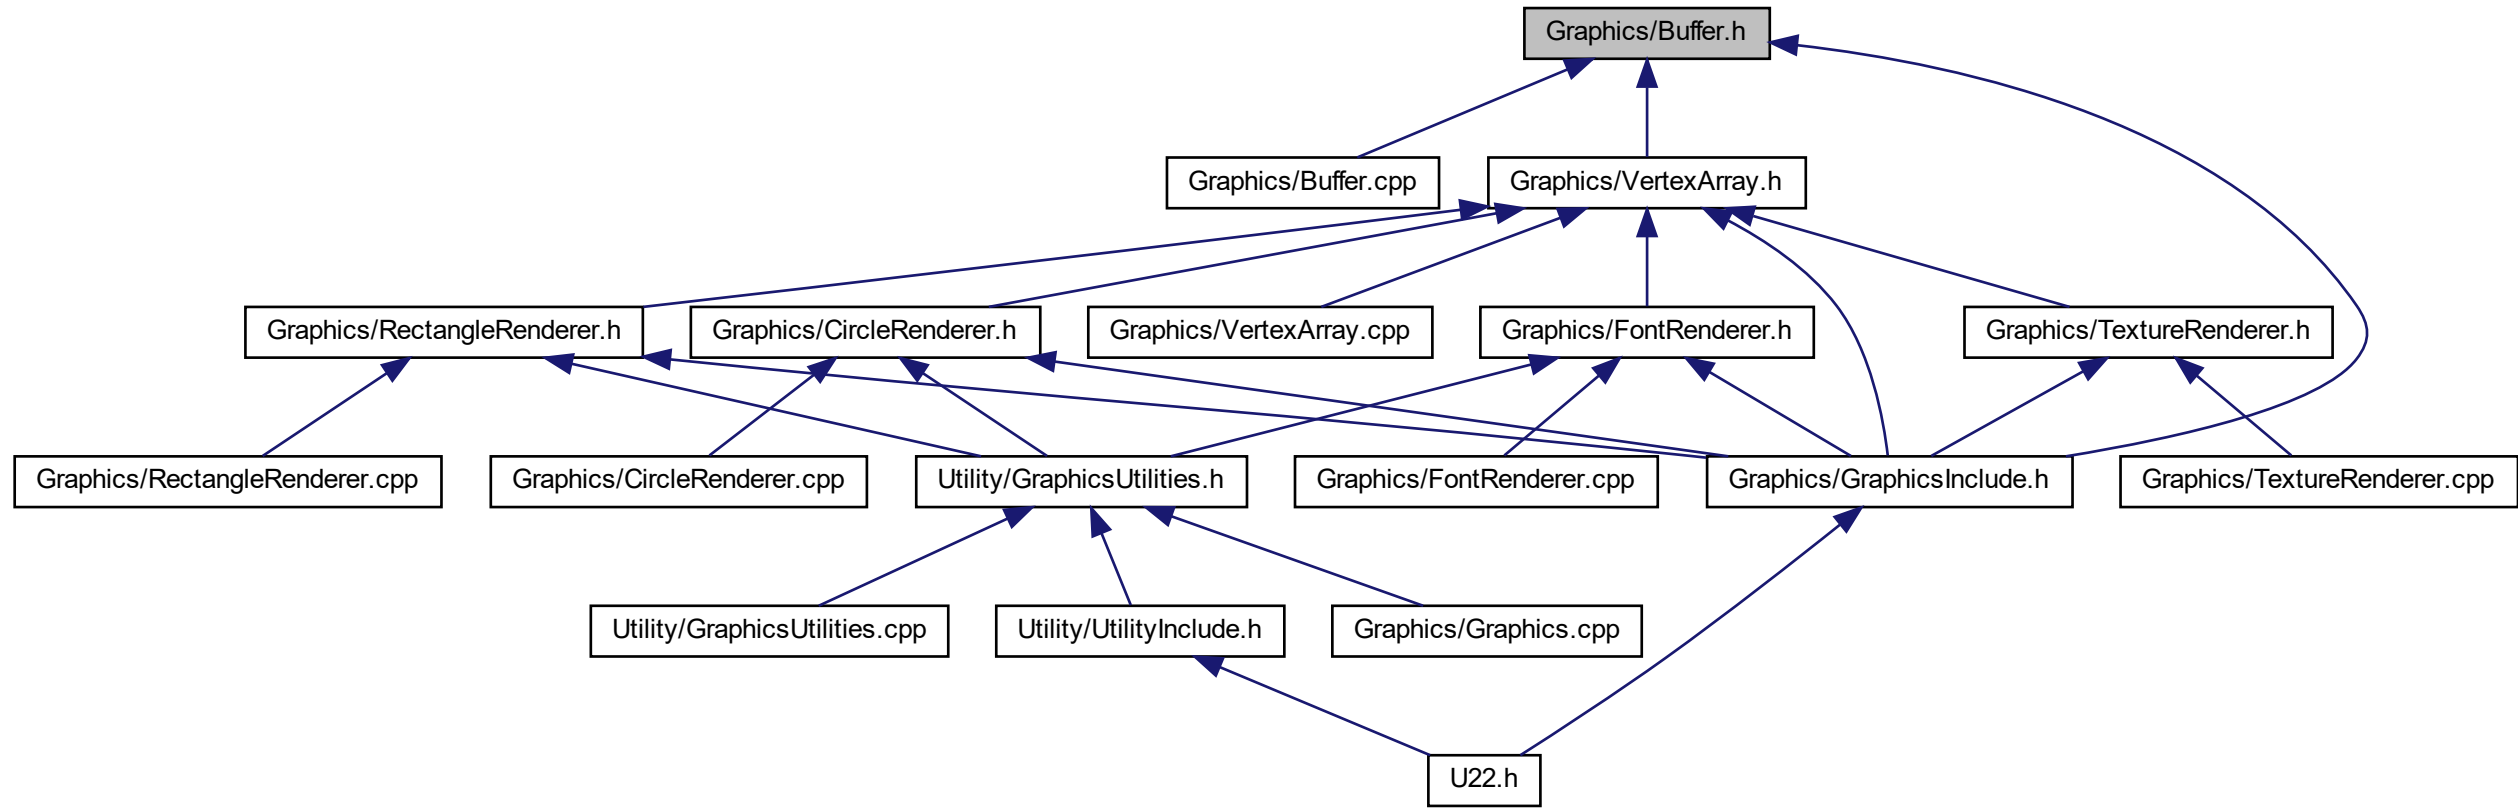 Graphics/Buffer.h
Graphics/Buffer.cpp
Graphics/VertexArray.h
Graphics/RectangleRenderer.h
Graphics/CircleRenderer.h
Graphics/VertexArray.cpp
Graphics/FontRenderer.h
Graphics/TextureRenderer.h
Graphics/RectangleRenderer.cpp
Graphics/CircleRenderer.cpp
Utility/GraphicsUtilities.h
Graphics/FontRenderer.cpp
Graphics/GraphicsInclude.h
Graphics/TextureRenderer.cpp
Utility/GraphicsUtilities.cpp
Utility/UtilityInclude.h
Graphics/Graphics.cpp
U22.h